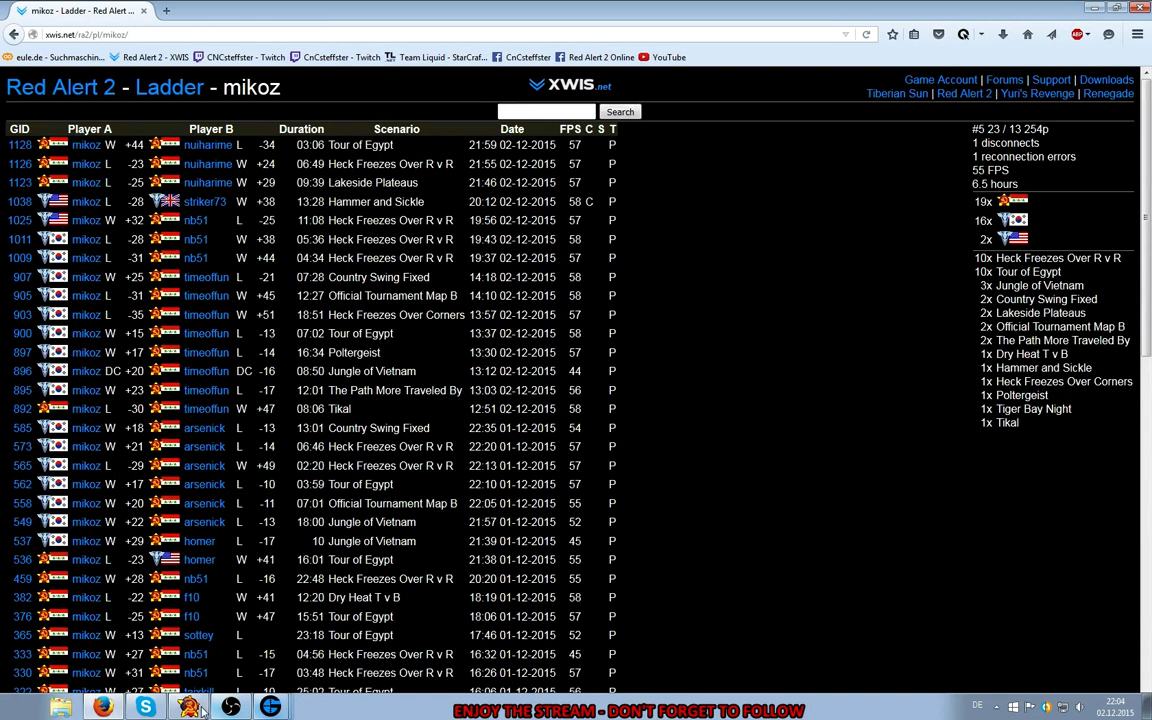 mikoz - Ladder - Red Alert ...
xwis.net/ra2/pl/mikoz/
eule.de - Suchmaschin... Red Alert 2 - XWIS CNCsteffster - Twitch CnCsteffster - Twitch Team Liquid - StarCraf... CnCsteffster Red Alert 2 Online YouTube
Red Alert 2 - Ladder - mikoz
XWIS.net
Game Account | Forums | Support | Downloads
Tiberian Sun | Red Alert 2 | Yuri's Revenge | Renegade
Search
GID Player A Player B Duration Scenario Date FPS C S T
1128 mikoz W +44 nuiharime L -34 03:06 Tour of Egypt 21:59 02-12-2015 57 P
1126 mikoz L -23 nuiharime W +24 06:49 Heck Freezes Over R v R 21:55 02-12-2015 57 P
1123 mikoz L -25 nuiharime W +29 09:39 Lakeside Plateaus 21:46 02-12-2015 57 P
1038 mikoz L -28 striker73 W +38 13:28 Hammer and Sickle 20:12 02-12-2015 58 C P
1025 mikoz W +32 nb51 L -25 11:08 Heck Freezes Over R v R 19:56 02-12-2015 57 P
1011 mikoz L -28 nb51 W +38 05:36 Heck Freezes Over R v R 19:43 02-12-2015 58 P
1009 mikoz L -31 nb51 W +44 04:34 Heck Freezes Over R v R 19:37 02-12-2015 58 P
907 mikoz W +25 timeoffun L -21 07:28 Country Swing Fixed 14:18 02-12-2015 58 P
905 mikoz L -31 timeoffun W +45 12:27 Official Tournament Map B 14:10 02-12-2015 58 P
903 mikoz L -35 timeoffun W +51 18:51 Heck Freezes Over Corners 13:57 02-12-2015 58 P
900 mikoz W +15 timeoffun L -13 07:02 Tour of Egypt 13:37 02-12-2015 58 P
897 mikoz W +17 timeoffun L -14 16:34 Poltergeist 13:30 02-12-2015 57 P
896 mikoz DC +20 timeoffun DC -16 08:50 Jungle of Vietnam 13:12 02-12-2015 44 P
895 mikoz W +23 timeoffun L -17 12:01 The Path More Traveled By 13:03 02-12-2015 56 P
892 mikoz L -30 timeoffun W +47 08:06 Tikal 12:51 02-12-2015 58 P
585 mikoz W +18 arsenick L -13 13:01 Country Swing Fixed 22:35 01-12-2015 54 P
573 mikoz W +21 arsenick L -14 06:46 Heck Freezes Over R v R 22:20 01-12-2015 57 P
565 mikoz L -29 arsenick W +49 02:20 Heck Freezes Over R v R 22:13 01-12-2015 57 P
562 mikoz W +17 arsenick L -10 03:59 Tour of Egypt 22:10 01-12-2015 57 P
558 mikoz W +20 arsenick L -11 07:01 Official Tournament Map B 22:05 01-12-2015 55 P
549 mikoz W +22 arsenick L -13 18:00 Jungle of Vietnam 21:57 01-12-2015 52 P
537 mikoz W +29 homer L -17 10 Jungle of Vietnam 21:39 01-12-2015 45 P
536 mikoz L -23 homer W +41 16:01 Tour of Egypt 21:38 01-12-2015 55 P
459 mikoz W +28 nb51 L -16 22:48 Heck Freezes Over R v R 20:20 01-12-2015 55 P
382 mikoz L -22 f10 W +41 12:20 Dry Heat T v B 18:19 01-12-2015 58 P
376 mikoz L -25 f10 W +47 15:51 Tour of Egypt 18:06 01-12-2015 57 P
365 mikoz W +13 sottey L 23:18 Tour of Egypt 17:46 01-12-2015 52 P
333 mikoz W +27 nb51 L -15 04:56 Heck Freezes Over R v R 16:32 01-12-2015 45 P
330 mikoz W +31 nb51 L -17 03:48 Heck Freezes Over R v R 16:26 01-12-2015 57 P
322 mikoz W +27 L -10 25:02 Tour of Egypt 16:06 01-12-2015 56 P
#5 23 / 13 254p
1 disconnects
1 reconnection errors
55 FPS
6.5 hours
19x
16x
2x
10x Heck Freezes Over R v R
10x Tour of Egypt
3x Jungle of Vietnam
2x Country Swing Fixed
2x Lakeside Plateaus
2x Official Tournament Map B
2x The Path More Traveled By
1x Dry Heat T v B
1x Hammer and Sickle
1x Heck Freezes Over Corners
1x Poltergeist
1x Tiger Bay Night
1x Tikal
ENJOY THE STREAM - DON'T FORGET TO FOLLOW
DE
22:04
02.12.2015